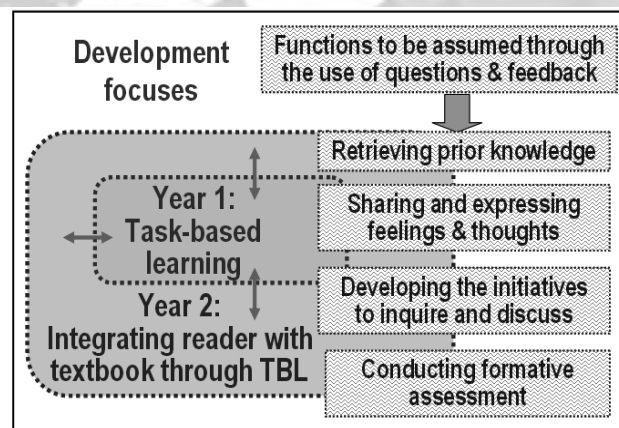 Development
focuses
Functions to be assumed through
the use of questions & feedback
Retrieving prior knowledge
Year 1:
Task-based
learning
Sharing and expressing
feelings & thoughts
Developing the initiatives
to inquire and discuss
Year 2:
Integrating reader with
textbook through TBL
Conducting formative
assessment